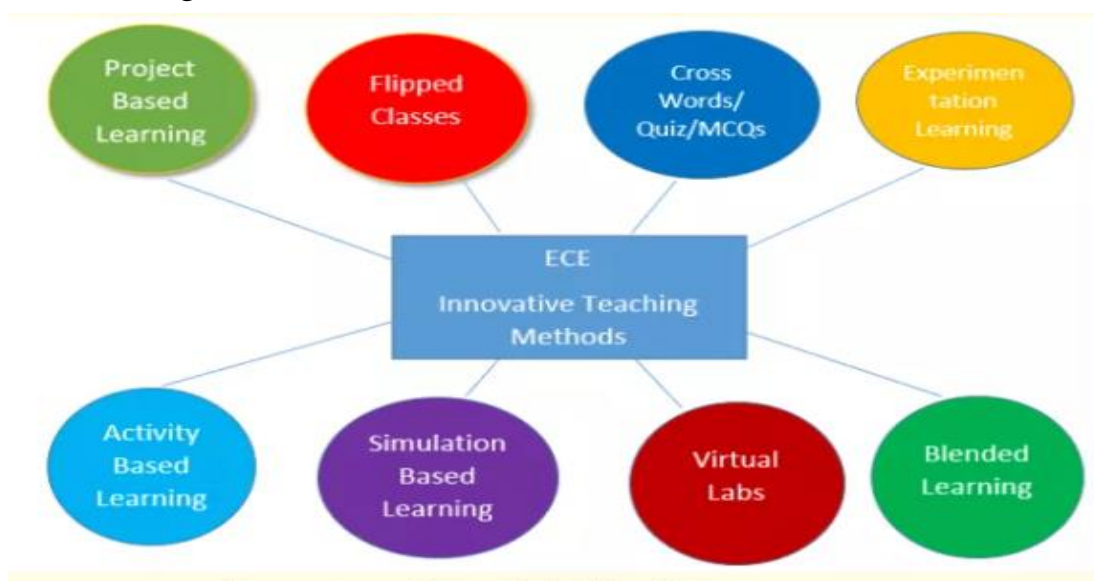 Project
Based
Learning
Flipped
Classes
Cross
Words/
Quiz/MCQs
Experimen
tation
Learning
ECE
Innovative Teaching
Methods
Activity
Based
Learning
Simulation
Based
Learning
Virtual
Labs
Blended
Learning